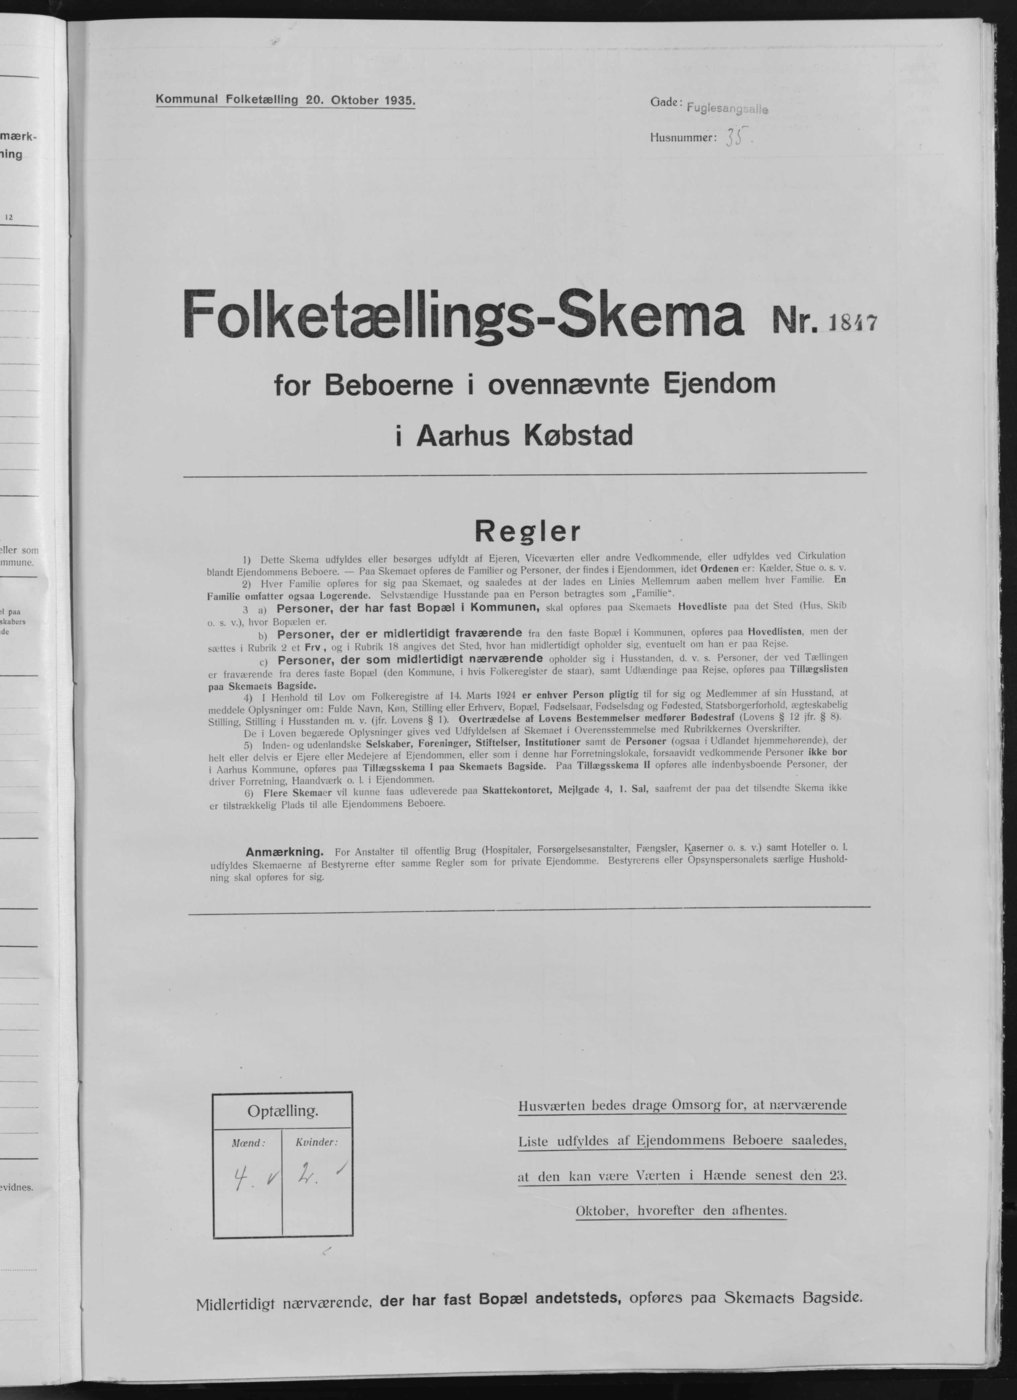 Kommunal Folketælling 20. Oktober 1935.
Gade: Fuglesangsalle
Husnummer: 35.
Folketællings-Skema Nr. 1847
for Beboerne i ovennævnte Ejendom
i Aarhus Købstad
Regler
1) Dette Skema udfyldes eller besørges udfyldt af Ejeren, Viceværten eller andre Vedkommende, eller udfyldes ved Cirkulation
blandt Ejendommens Beboere. — Paa Skemaet opføres de Familier og Personer, der findes i Ejendommen, idet Ordenen er: Kælder, Stue o. s. v.
2) Hver Familie opføres for sig paa Skemaet, og saaledes at der lades en Linies Mellemrum aaben mellem hver Familie. En
Familie omfatter ogsaa Logerende. Selvstændige Husstande paa en Person betragtes som „Familie“.
3 a) Personer, der har fast Bopæl i Kommunen, skal opføres paa Skemaets Hovedliste paa det Sted (Hus, Skib
o. s. v.), hvor Bopælen er.
b) Personer, der er midlertidigt fraværende fra den faste Bopæl i Kommunen, opføres paa Hovedlisten, men der
sættes i Rubrik 2 et Frv, og i Rubrik 18 angives det Sted, hvor han midlertidigt opholder sig, eventuelt om han er paa Rejse.
c) Personer, der som midlertidigt nærværende opholder sig i Husstanden, d. v. s. Personer, der ved Tællingen
er fraværende fra deres faste Bopæl (den Kommune, i hvis Folkeregister de staar), samt Udlændinge paa Rejse, opføres paa Tillægslisten
paa Skemaets Bagside.
4) I Henhold til Lov om Folkeregistre af 14. Marts 1924 er enhver Person pligtig til for sig og Medlemmer af sin Husstand, at
meddele Oplysninger om: Fulde Navn, Køn, Stilling eller Erhverv, Bopæl, Fødselsaar, Fødselsdag og Fødested, Statsborgerforhold, ægteskabelig
Stilling, Stilling i Husstanden m. v. (jfr. Lovens § 1). Overtrædelse af Lovens Bestemmelser medfører Bødestraf (Lovens § 12 jfr. § 8).
De i Loven begærede Oplysninger gives ved Udfyldelsen af Skemaet i Overensstemmelse med Rubrikkernes Overskrifter.
5) Inden- og udenlandske Selskaber, Foreninger, Stiftelser, Institutioner samt de Personer (ogsaa i Udlandet hjemmehørende), der
helt eller delvis er Ejere eller Medejere af Ejendommen, eller som i denne har Forretningslokale, forsaavidt vedkommende Personer ikke bor
i Aarhus Kommune, opføres paa Tillægsskema I paa Skemaets Bagside. Paa Tillægsskema II opføres alle indenbysboende Personer, der
driver Forretning, Haandværk o. l. i Ejendommen.
6) Flere Skemaer vil kunne faas udleverede paa Skattekontoret, Mejlgade 4, 1. Sal, saafremt der paa det tilsendte Skema ikke
er tilstrækkelig Plads til alle Ejendommens Beboere.
Anmærkning. For Anstalter til offentlig Brug (Hospitaler, Forsørgelsesanstalter, Fængsler, Kaserner o. s. v.) samt Hoteller o. l.
udfyldes Skemaerne af Bestyrerne efter samme Regler som for private Ejendomme. Bestyrerens eller Opsynspersonalets særlige Hushold-
ning skal opføres for sig.
Optælling.
Mænd: Kvinder:
4. ✓ 2. ✓
Husværten bedes drage Omsorg for, at nærværende
Liste udfyldes af Ejendommens Beboere saaledes,
at den kan være Værten i Hænde senest den 23.
Oktober, hvorefter den afhentes.
Midlertidigt nærværende, der har fast Bopæl andetsteds, opføres paa Skemaets Bagside.
mærk-
ning
12
eller som
mmune.
el paa
skabers
de
evidnes.